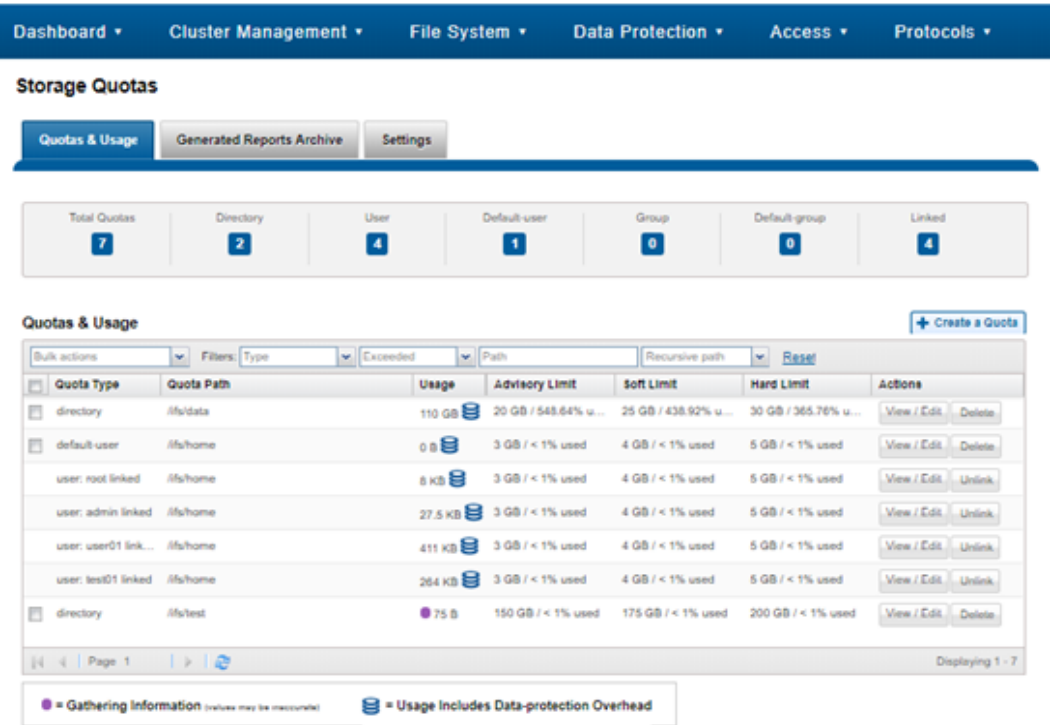 Dashboard Cluster Management File System Data Protection Access Protocols
Storage Quotas
Quotas & Usage Generated Reports Archive Settings
Total Quotas Directory User Default-user Group Default-group Linked
7 2 4 1 0 0 4
Quotas & Usage
Create a Quota
Bulk actions Filters: Type Exceeded Path Recursive path Reset
Quota Type Quota Path Usage Advisory Limit Soft Limit Hard Limit Actions
directory /ifs/data 110 GB 20 GB / 548.64% u... 25 GB / 438.92% u... 30 GB / 365.76% u... View / Edit Delete
default-user /ifs/home 0 B 3 GB / < 1% used 4 GB / < 1% used 5 GB / < 1% used View / Edit Delete
user: root linked /ifs/home 8 KB 3 GB / < 1% used 4 GB / < 1% used 5 GB / < 1% used View / Edit Unlink
user: admin linked /ifs/home 27.5 KB 3 GB / < 1% used 4 GB / < 1% used 5 GB / < 1% used View / Edit Unlink
user: user01 link... /ifs/home 411 KB 3 GB / < 1% used 4 GB / < 1% used 5 GB / < 1% used View / Edit Unlink
user: test01 linked /ifs/home 264 KB 3 GB / < 1% used 4 GB / < 1% used 5 GB / < 1% used View / Edit Unlink
directory /ifs/test 75 B 150 GB / < 1% used 175 GB / < 1% used 200 GB / < 1% used View / Edit Delete
Page 1 Displaying 1 - 7
= Gathering Information (values may be inaccurate) = Usage Includes Data-protection Overhead